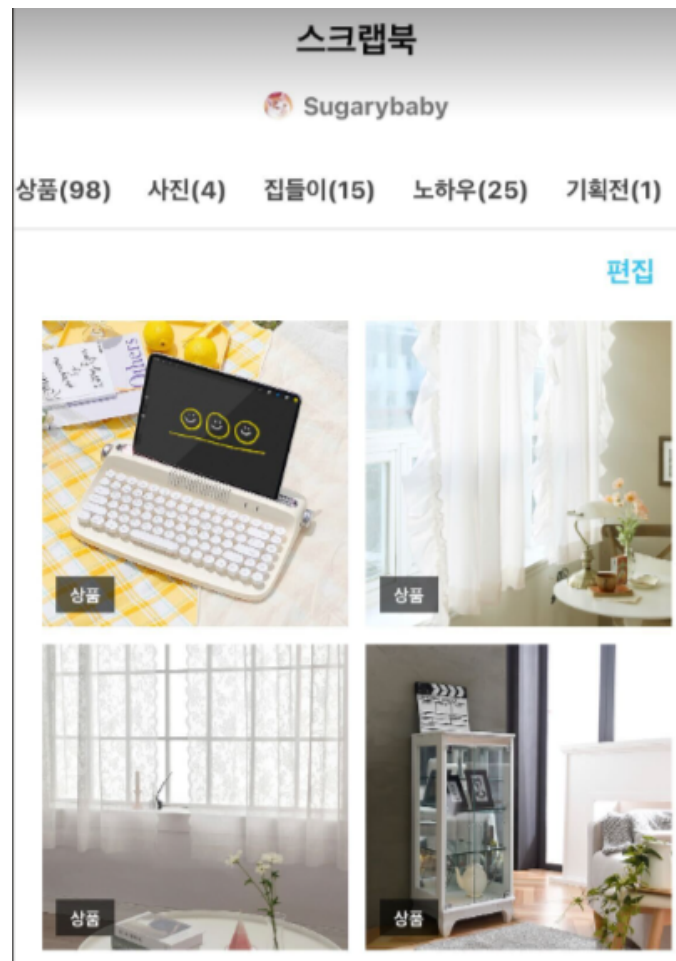 스크랩북
Sugarybaby
상품(98) 사진(4) 집들이(15) 노하우(25) 기획전(1)
편집
Others
상품
상품
상품
상품